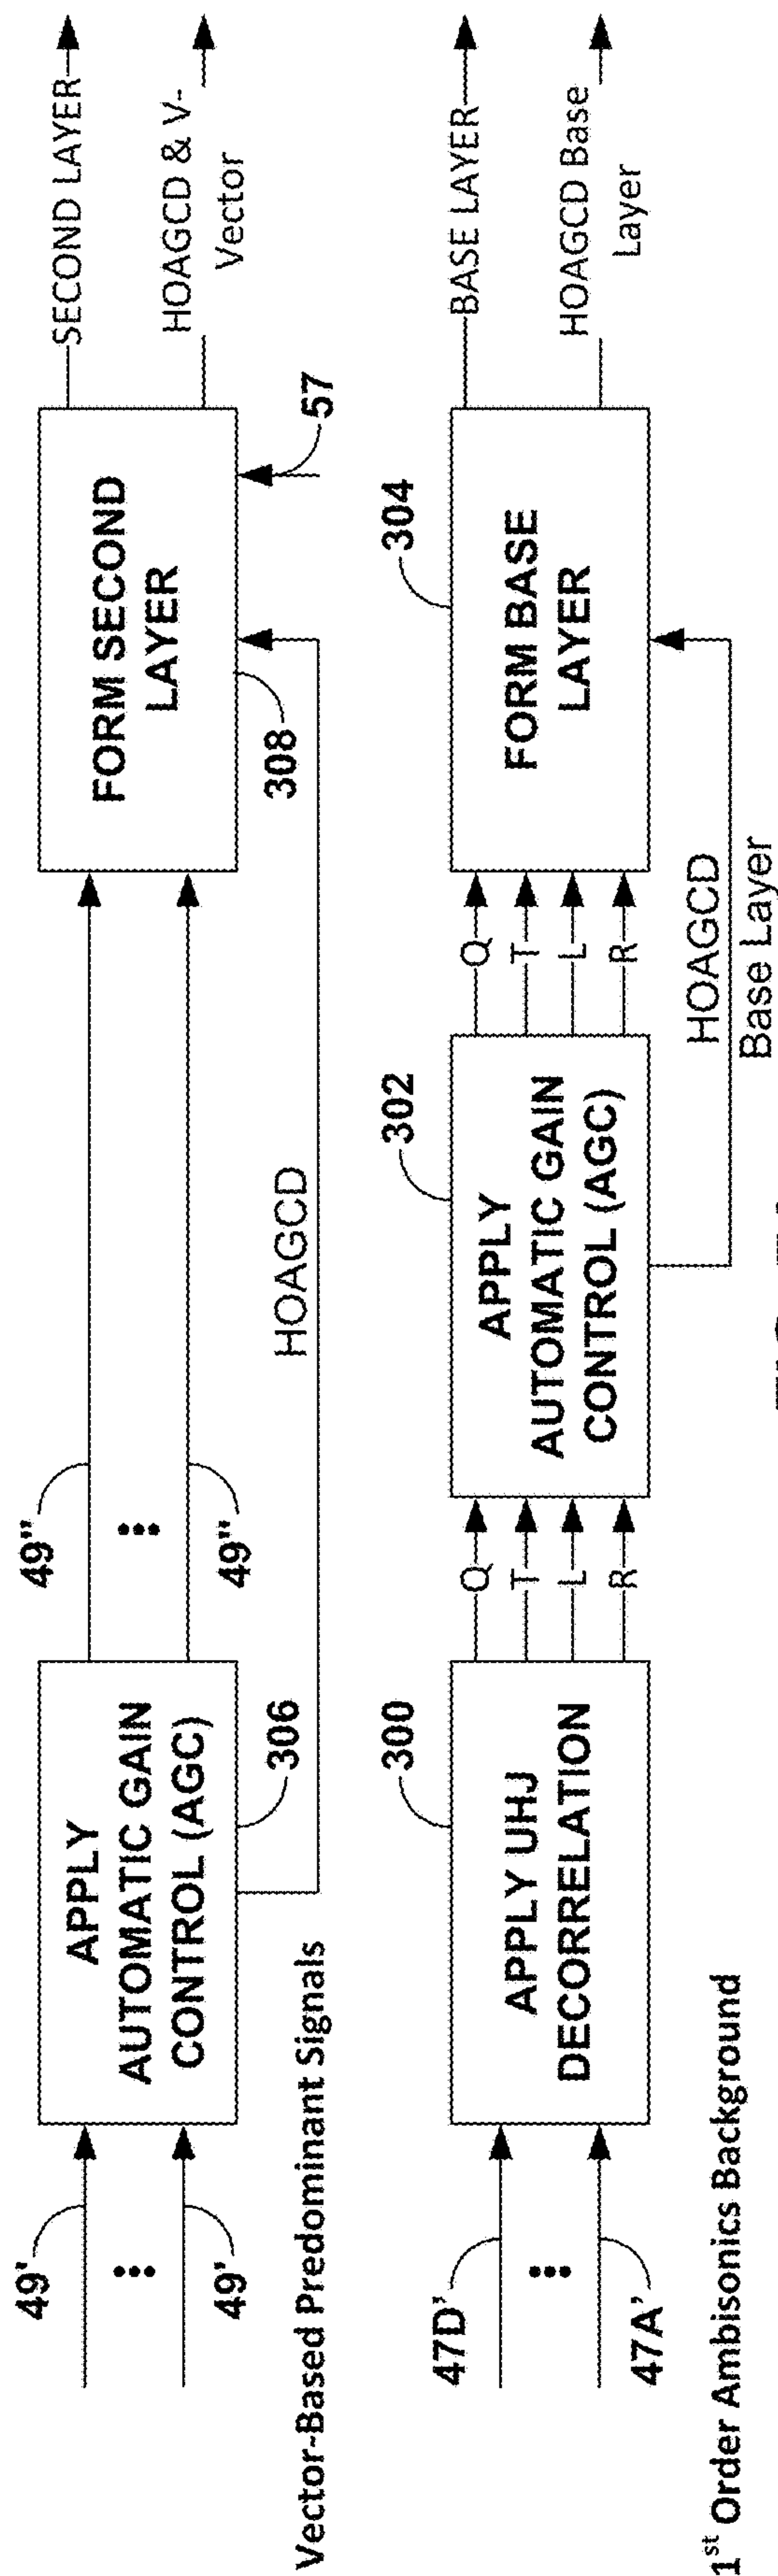 49'
49'
Vector-Based Predominant Signals
APPLY
AUTOMATIC GAIN
CONTROL (AGC)
306
49"
49"
HOAGCD
FORM SECOND
LAYER
308
57
SECOND LAYER
HOAGCD & V-
Vector
47D'
47A'
1st Order Ambisonics Background
300
APPLY UHJ
DECORRELATION
Q
T
L
R
302
APPLY
AUTOMATIC GAIN
CONTROL (AGC)
Q
T
L
R
HOAGCD
Base Layer
304
FORM BASE
LAYER
BASE LAYER
HOAGCD Base
Layer